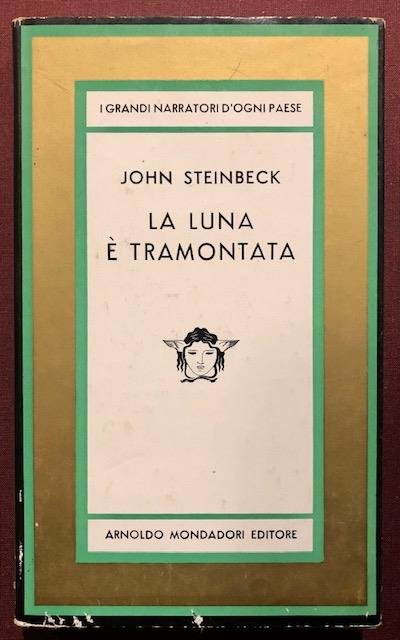 I GRANDI NARRATORI D'OGNI PAESE
JOHN STEINBECK
LA LUNA
È TRAMONTATA
ARNOLDO MONDADORI EDITORE